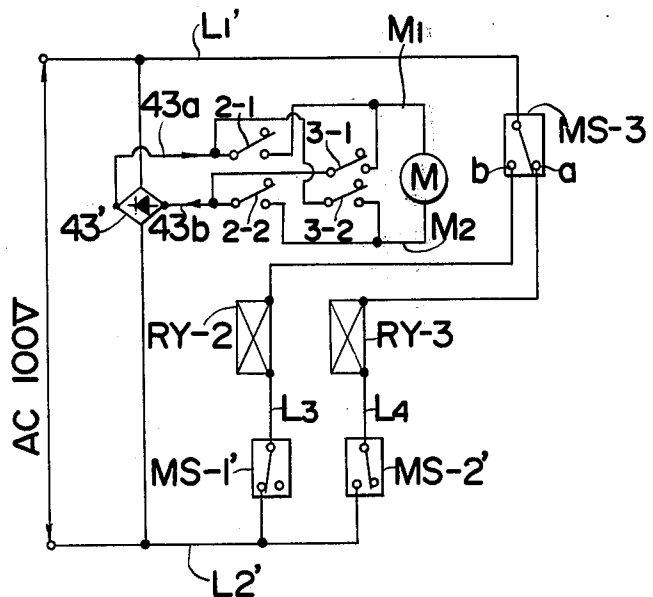 L1'
M1
43a
2-1
3-1
MS-3
M
b
a
43'
43b
2-2
3-2
M2
AC 100V
RY-2
RY-3
L3
L4
MS-1'
MS-2'
L2'